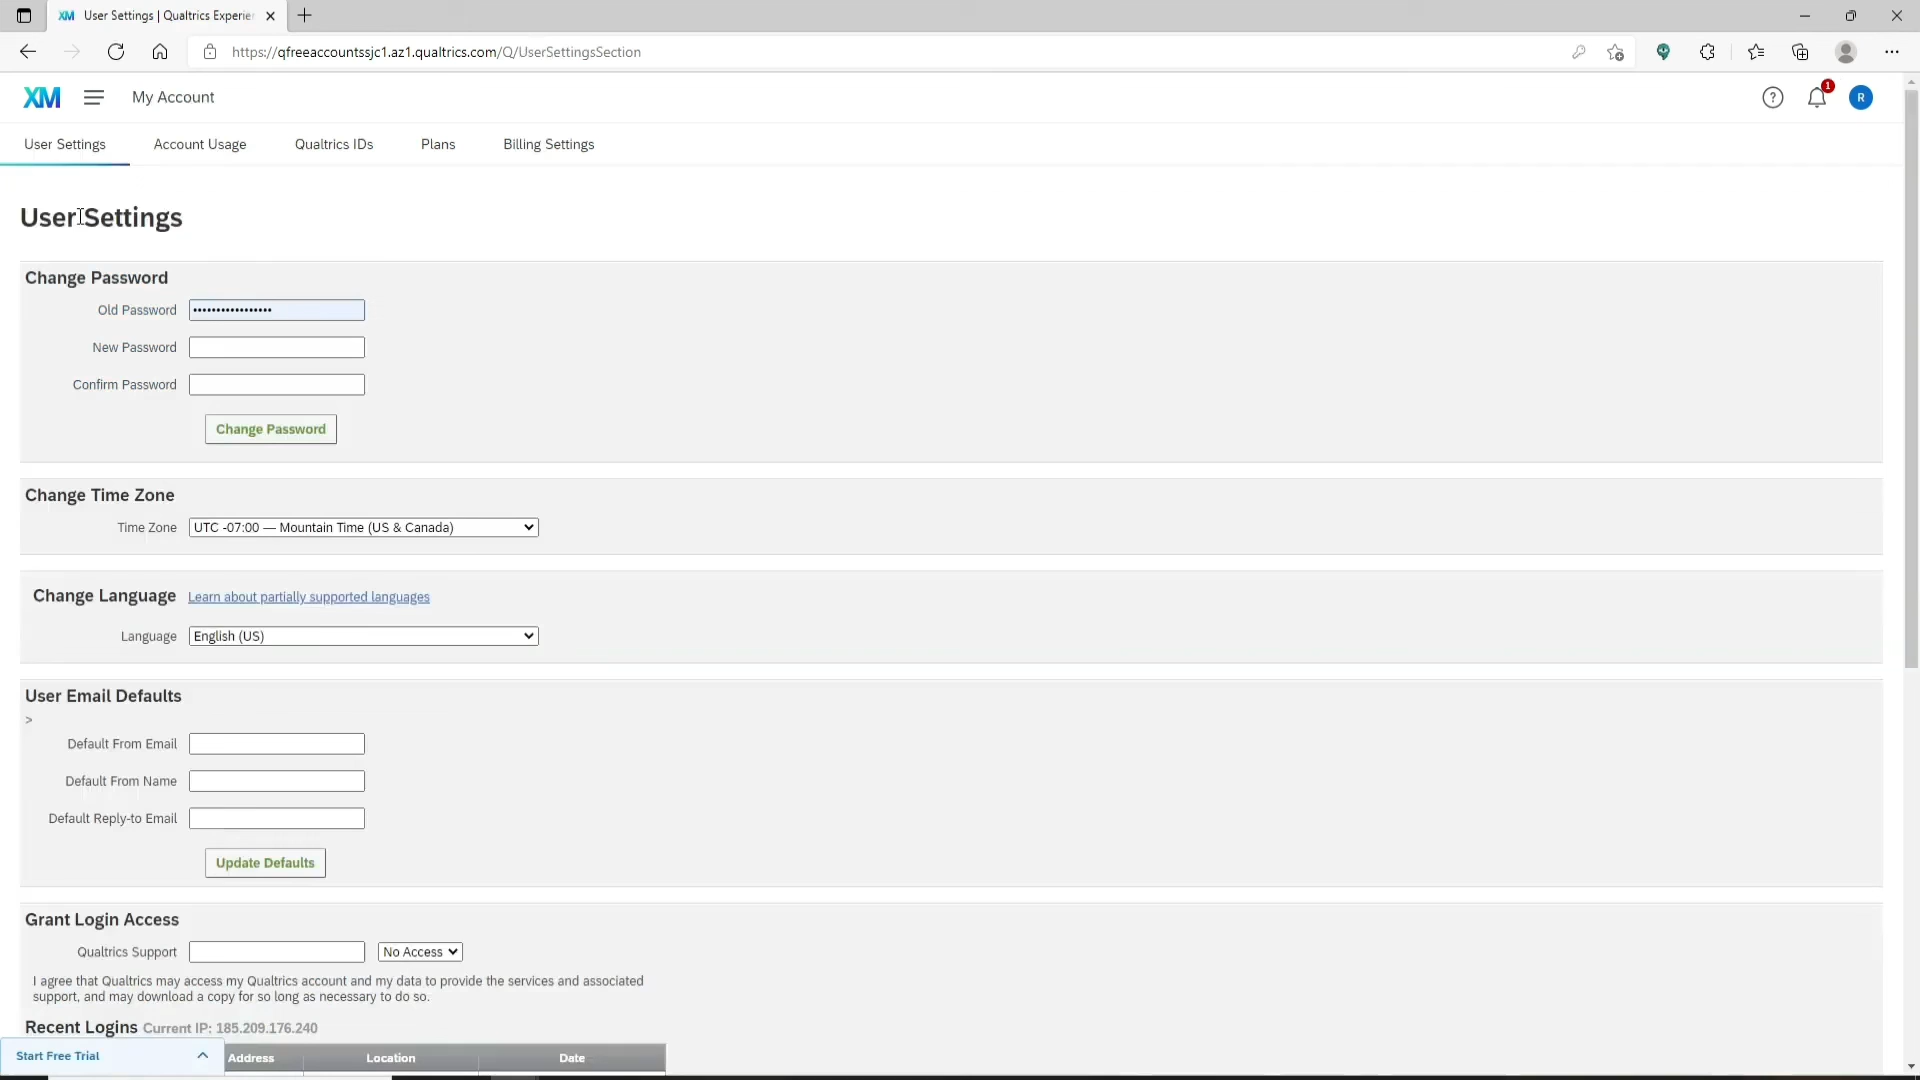 XM User Settings | Qualtrics Experie
https://qfreeaccountssjc1.az1.qualtrics.com/Q/UserSettingsSection
XM My Account 1 R
User Settings Account Usage Qualtrics IDs Plans Billing Settings
User Settings
Change Password
Old Password •••••••••••••••••
New Password
Confirm Password
Change Password
Change Time Zone
Time Zone UTC -07:00 — Mountain Time (US & Canada)
Change Language Learn about partially supported languages
Language English (US)
User Email Defaults
>
Default From Email
Default From Name
Default Reply-to Email
Update Defaults
Grant Login Access
Qualtrics Support No Access
I agree that Qualtrics may access my Qualtrics account and my data to provide the services and associated
support, and may download a copy for so long as necessary to do so.
Recent Logins Current IP: 185.209.176.240
Start Free Trial Address Location Date